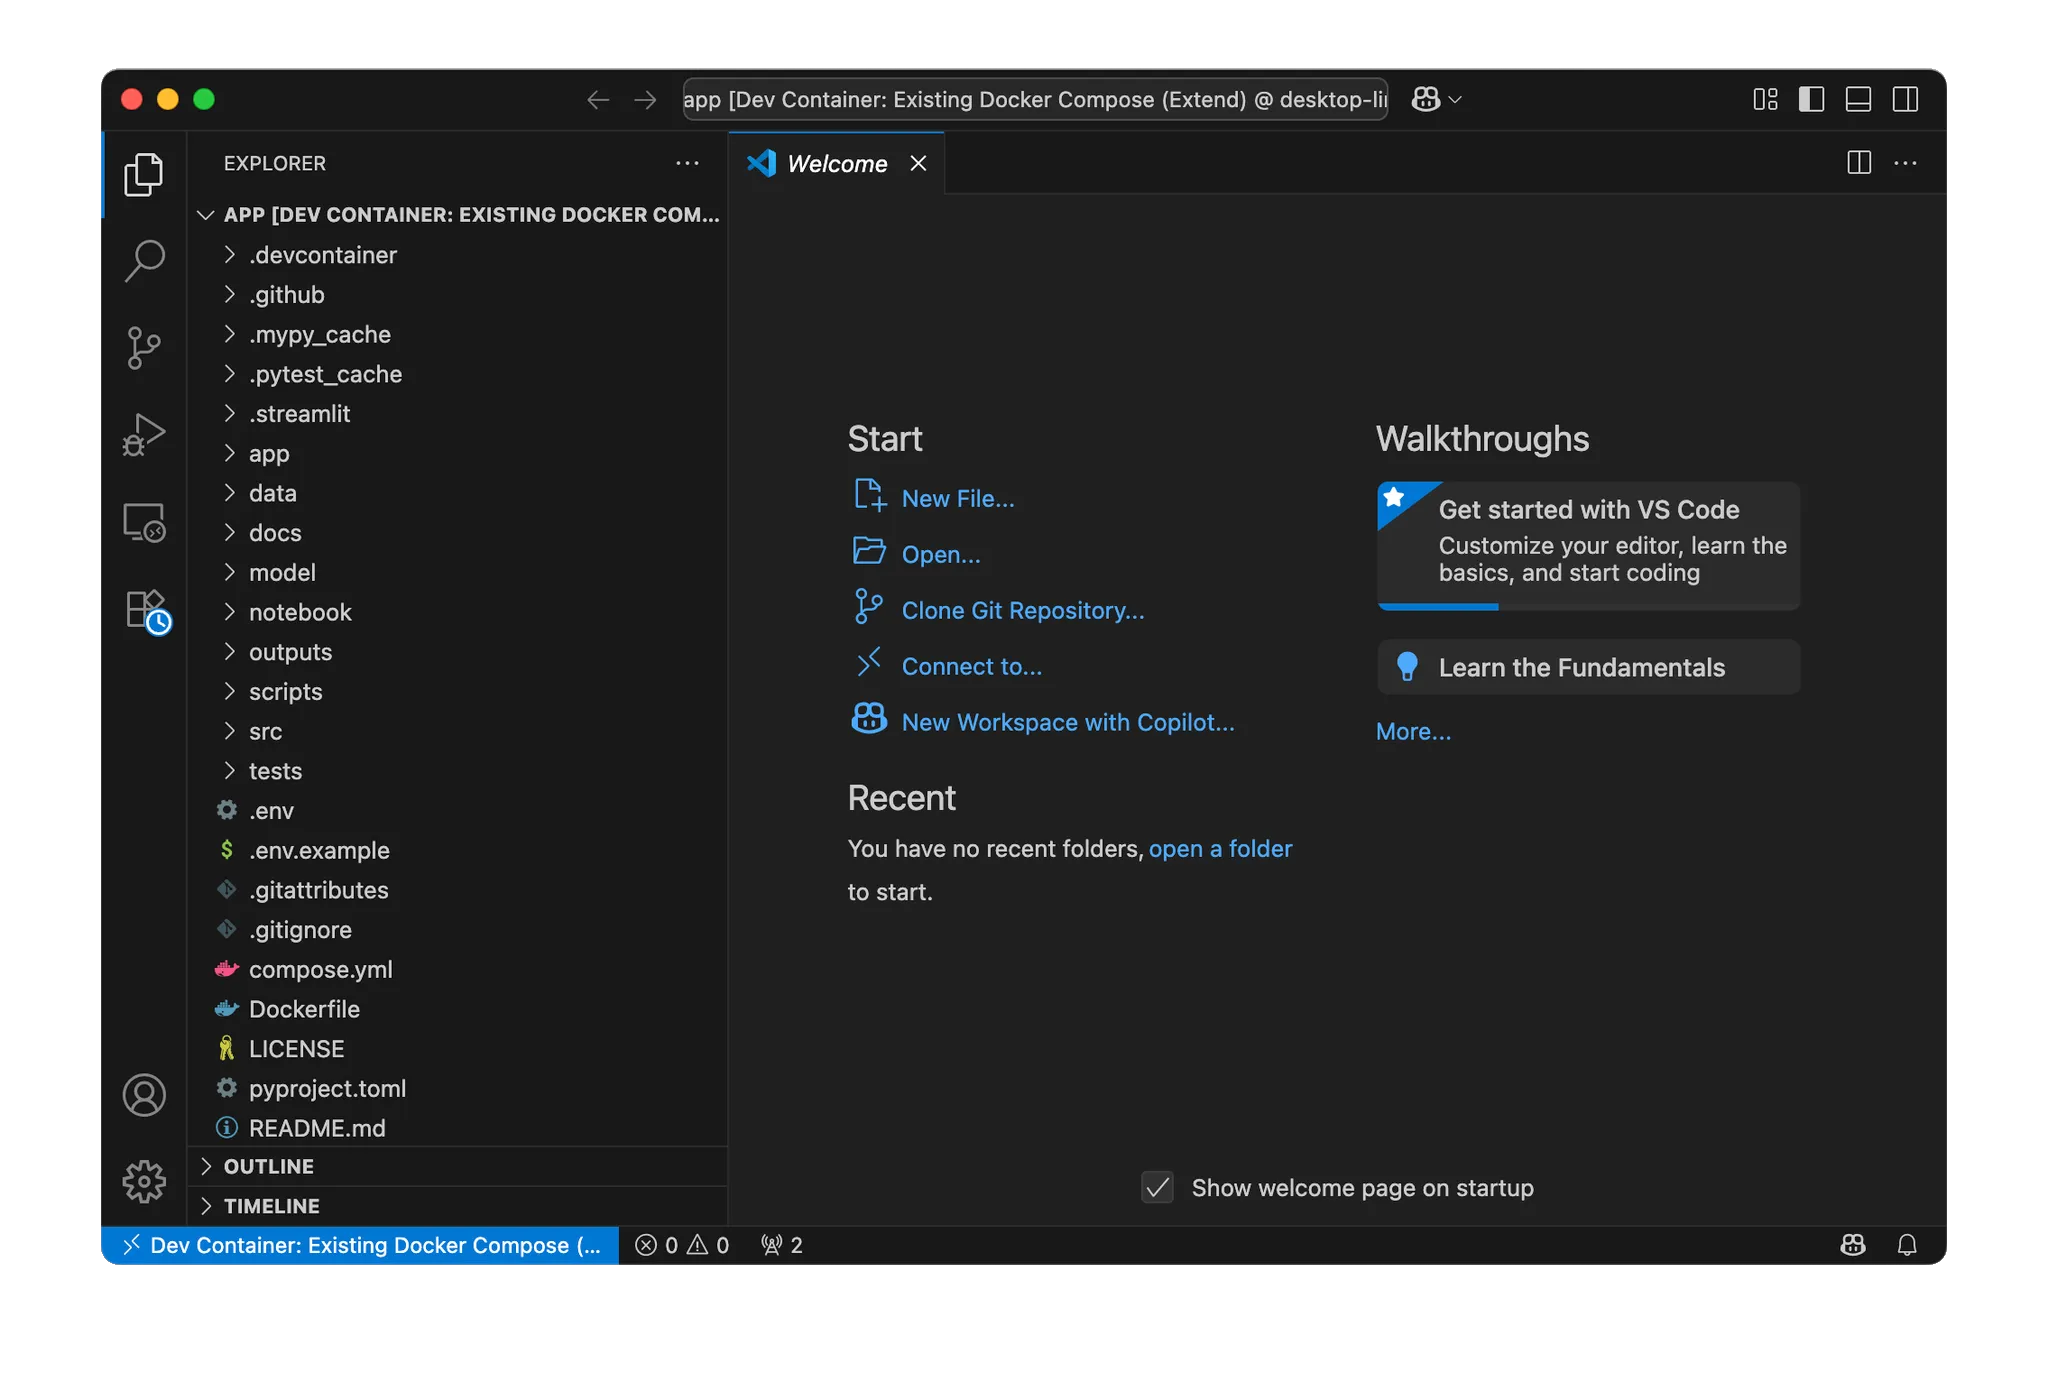 app [Dev Container: Existing Docker Compose (Extend) @ desktop-li
EXPLORER
APP [DEV CONTAINER: EXISTING DOCKER COM...
.devcontainer
.github
.mypy_cache
.pytest_cache
.streamlit
app
data
docs
model
notebook
outputs
scripts
src
tests
.env
.env.example
.gitattributes
.gitignore
compose.yml
Dockerfile
LICENSE
pyproject.toml
README.md
OUTLINE
TIMELINE
Welcome
Start
New File...
Open...
Clone Git Repository...
Connect to...
New Workspace with Copilot...
Recent
You have no recent folders, open a folder
to start.
Walkthroughs
Get started with VS Code
Customize your editor, learn the
basics, and start coding
Learn the Fundamentals
More...
Show welcome page on startup
Dev Container: Existing Docker Compose (... 0 0 2